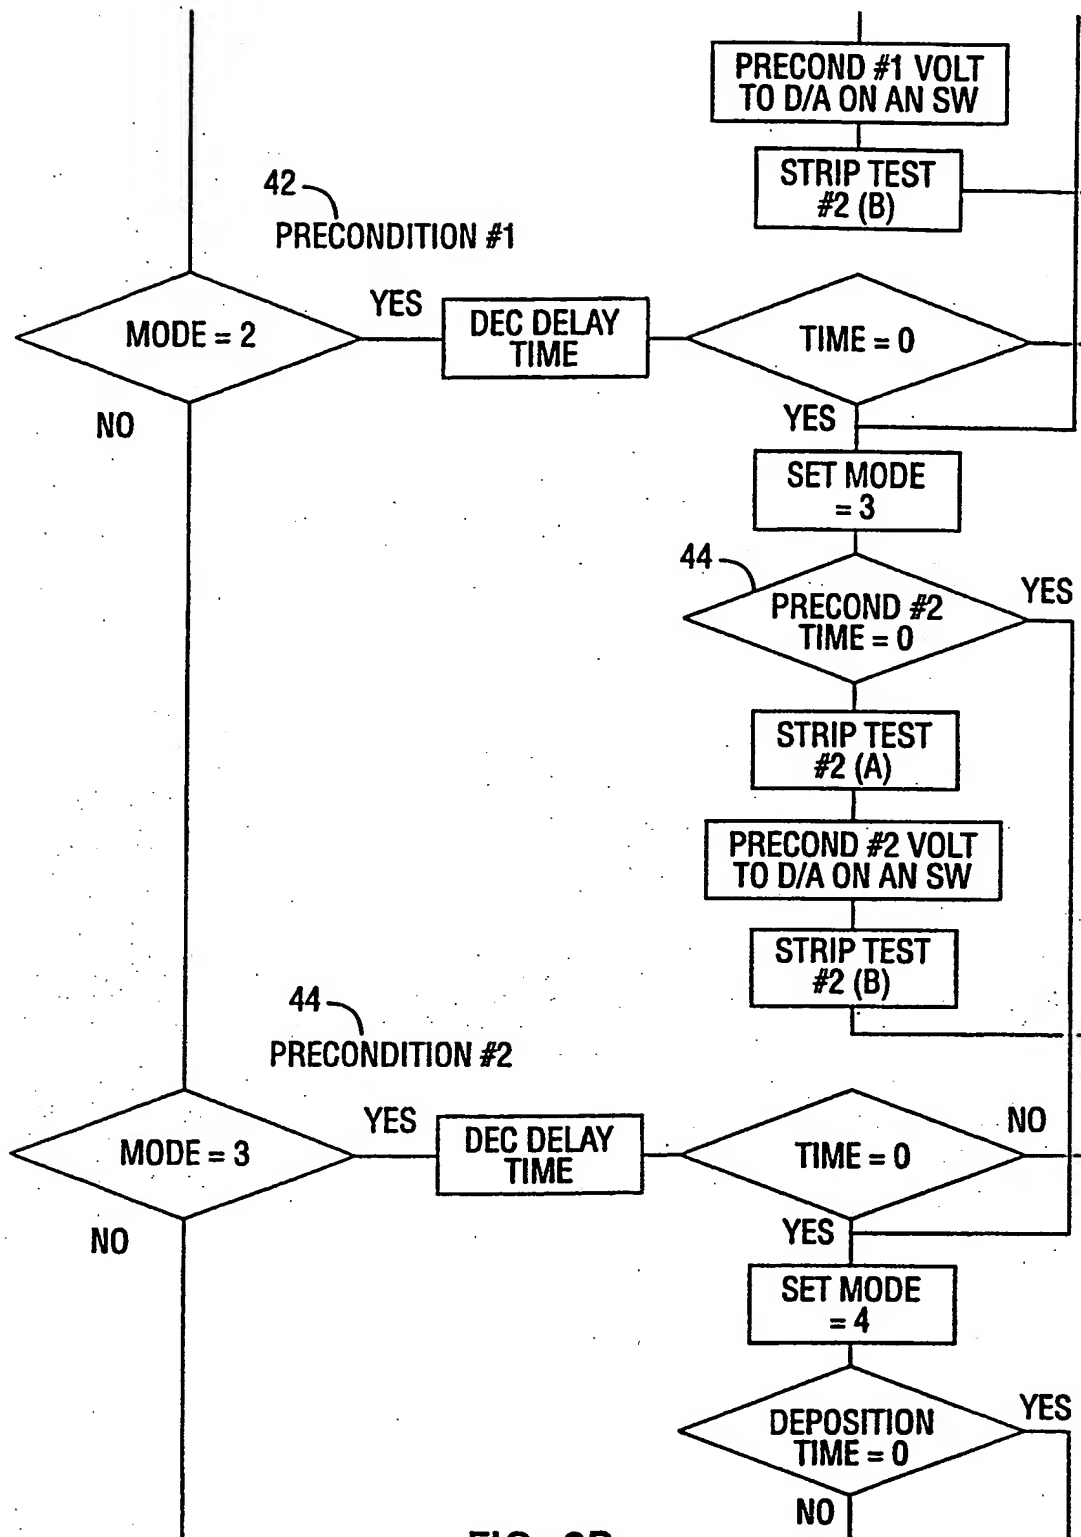 PRECOND #1 VOLT
TO D/A ON AN SW
STRIP TEST
#2 (B)
42
PRECONDITION #1
MODE = 2
YES
DEC DELAY
TIME
TIME = 0
NO
YES
SET MODE
= 3
44
PRECOND #2
TIME = 0
YES
STRIP TEST
#2 (A)
PRECOND #2 VOLT
TO D/A ON AN SW
STRIP TEST
#2 (B)
44
PRECONDITION #2
MODE = 3
YES
DEC DELAY
TIME
TIME = 0
NO
NO
YES
SET MODE
= 4
DEPOSITION
TIME = 0
YES
NO